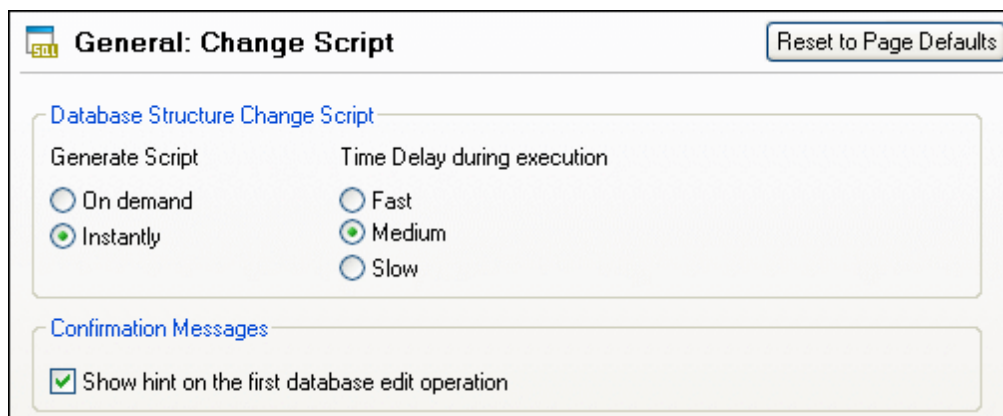 SQL
General: Change Script
Reset to Page Defaults
Database Structure Change Script
Generate Script
Time Delay during execution
On demand
Instantly
Fast
Medium
Slow
Confirmation Messages
Show hint on the first database edit operation